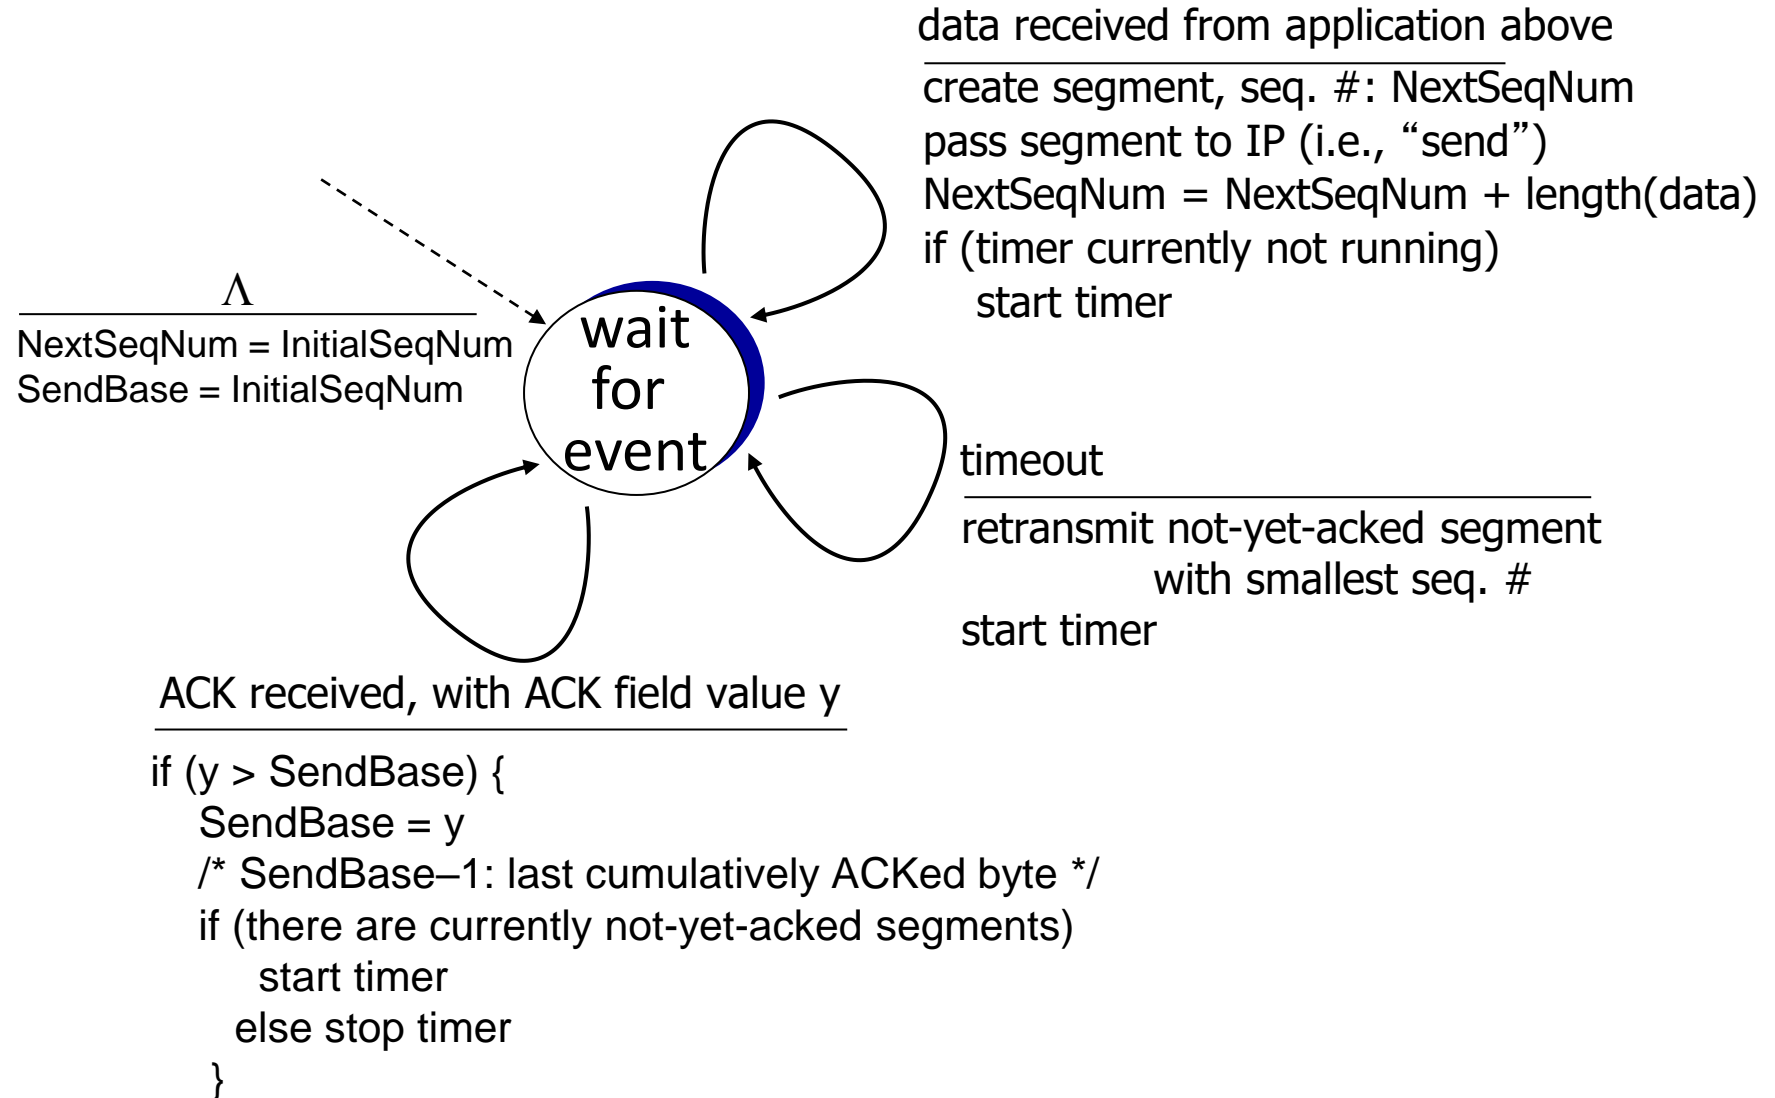 data received from application above
create segment, seq. #: NextSeqNum
pass segment to IP (i.e., “send”)
NextSeqNum = NextSeqNum + length(data)
if (timer currently not running)
start timer
Λ
NextSeqNum = InitialSeqNum
SendBase = InitialSeqNum
wait
for
event
timeout
retransmit not-yet-acked segment
with smallest seq. #
start timer
ACK received, with ACK field value y
if (y > SendBase) {
SendBase = y
/* SendBase–1: last cumulatively ACKed byte */
if (there are currently not-yet-acked segments)
start timer
else stop timer
}